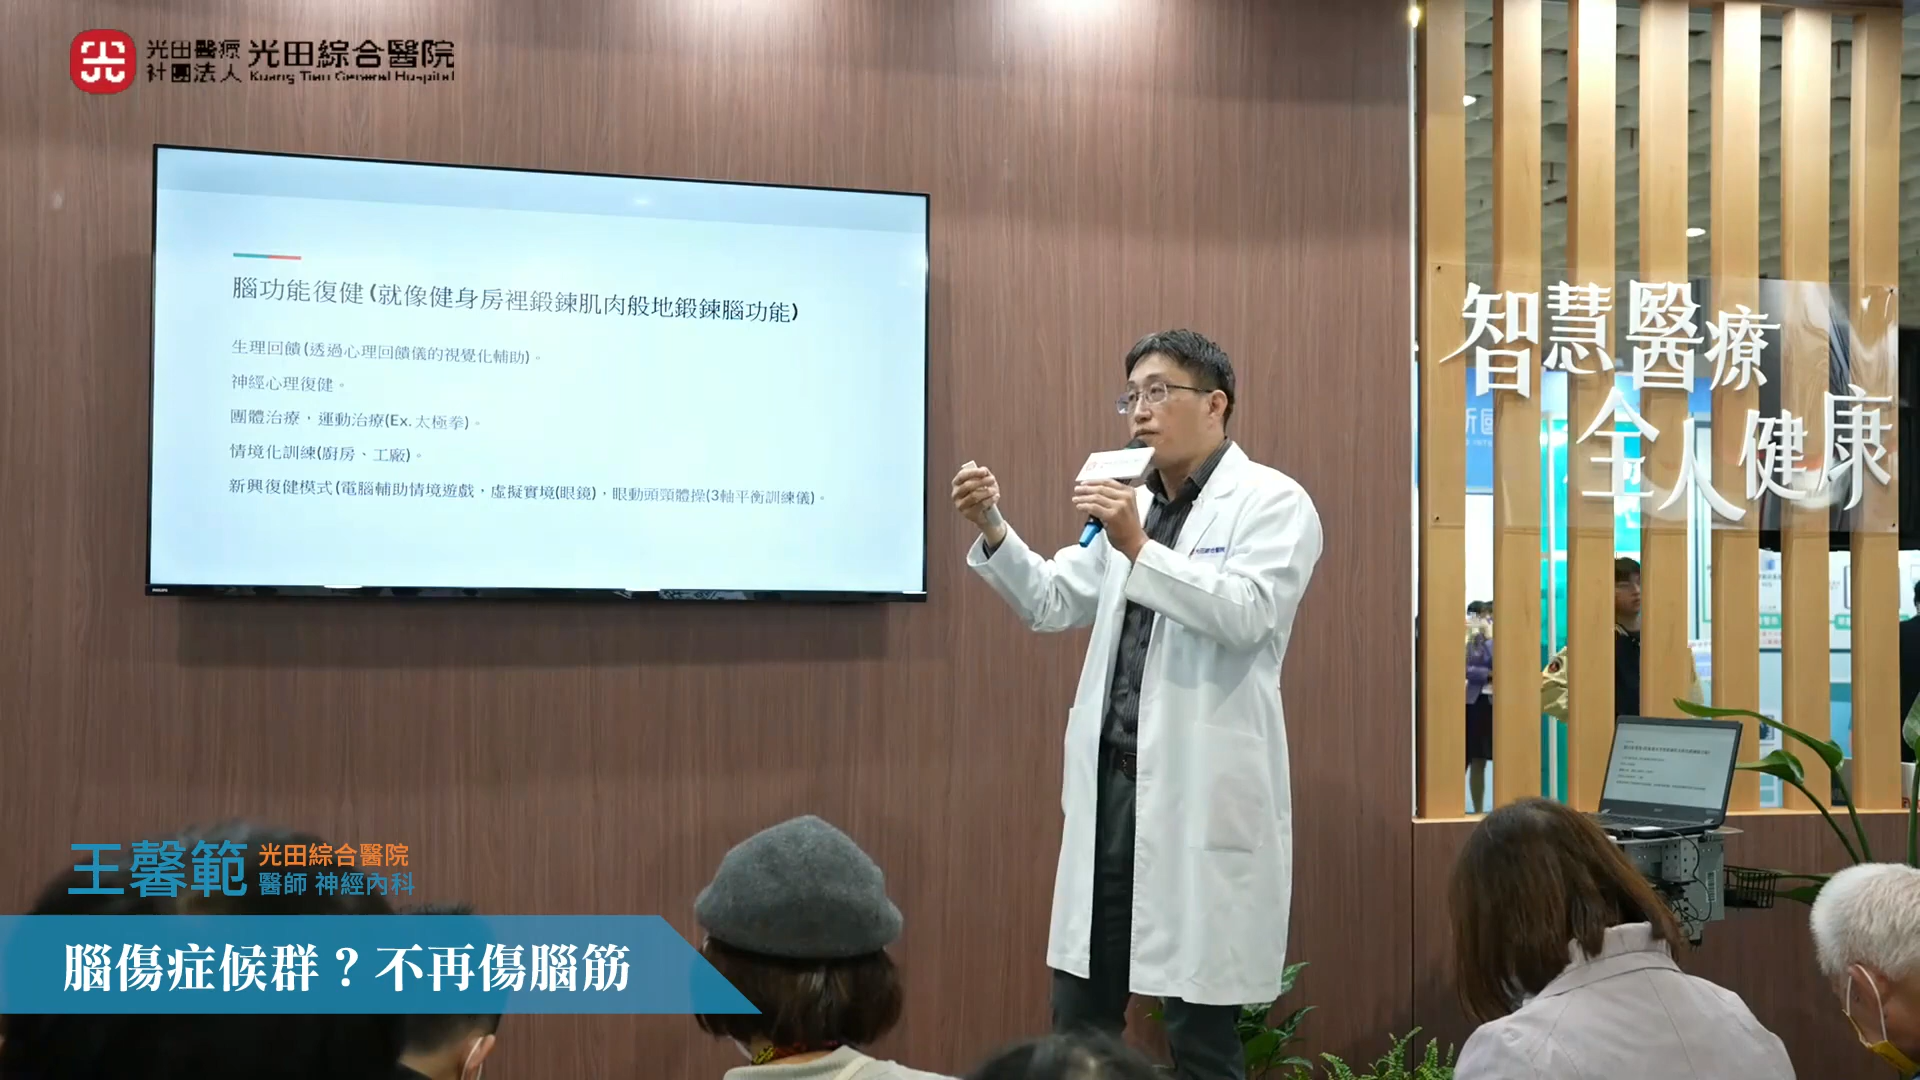 光田醫療
社團法人
光田綜合醫院
Kuang Tien General Hospital
腦功能復健(就像健身房裡鍛鍊肌肉般地鍛鍊腦功能)
生理回饋(透過心理回饋儀的視覺化輔助)。
神經心理復健。
團體治療，運動治療(Ex.太極拳)。
情境化訓練(廚房、工廠)。
新興復健模式(電腦輔助情境遊戲，虛擬實境(眼鏡)，眼動頭頸體操(3軸平衡訓練儀)。
PHILIPS
光田綜合醫院
智慧醫療
全人健康
王馨範
光田綜合醫院
醫師 神經內科
腦傷症候群？不再傷腦筋